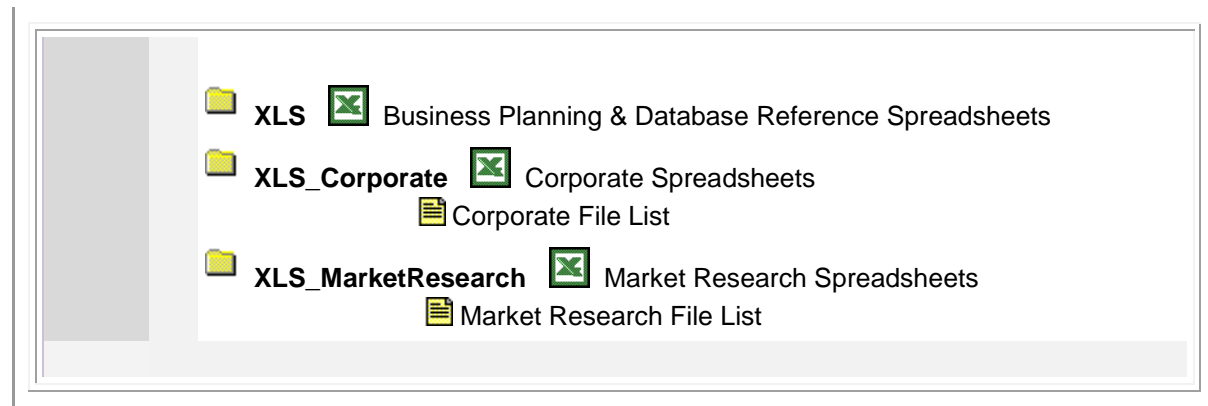 XLS Business Planning & Database Reference Spreadsheets
XLS_Corporate Corporate Spreadsheets
Corporate File List
XLS_MarketResearch Market Research Spreadsheets
Market Research File List